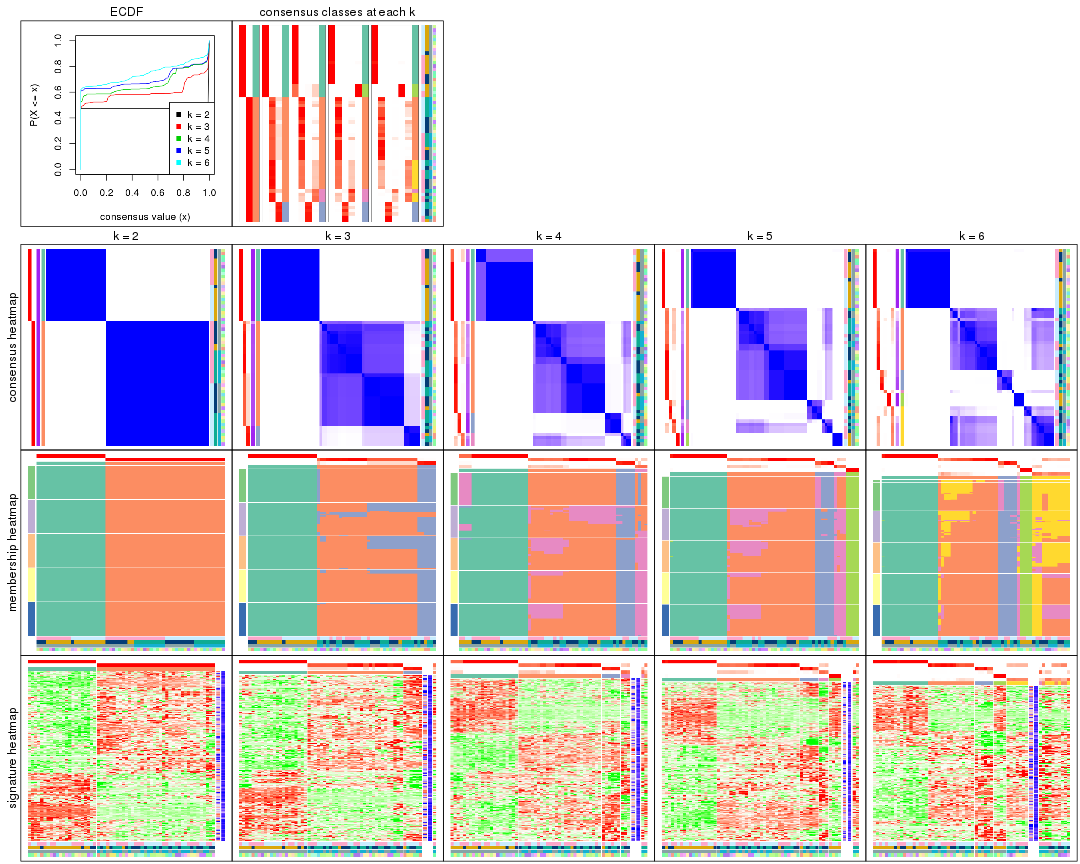 ECDF
consensus classes at each k
P(X <= x)
0.0 0.2 0.4 0.6 0.8 1.0
k = 2
k = 3
k = 4
k = 5
k = 6
0.0 0.2 0.4 0.6 0.8 1.0
consensus value (x)
k = 2
k = 3
k = 4
k = 5
k = 6
consensus heatmap
membership heatmap
signature heatmap